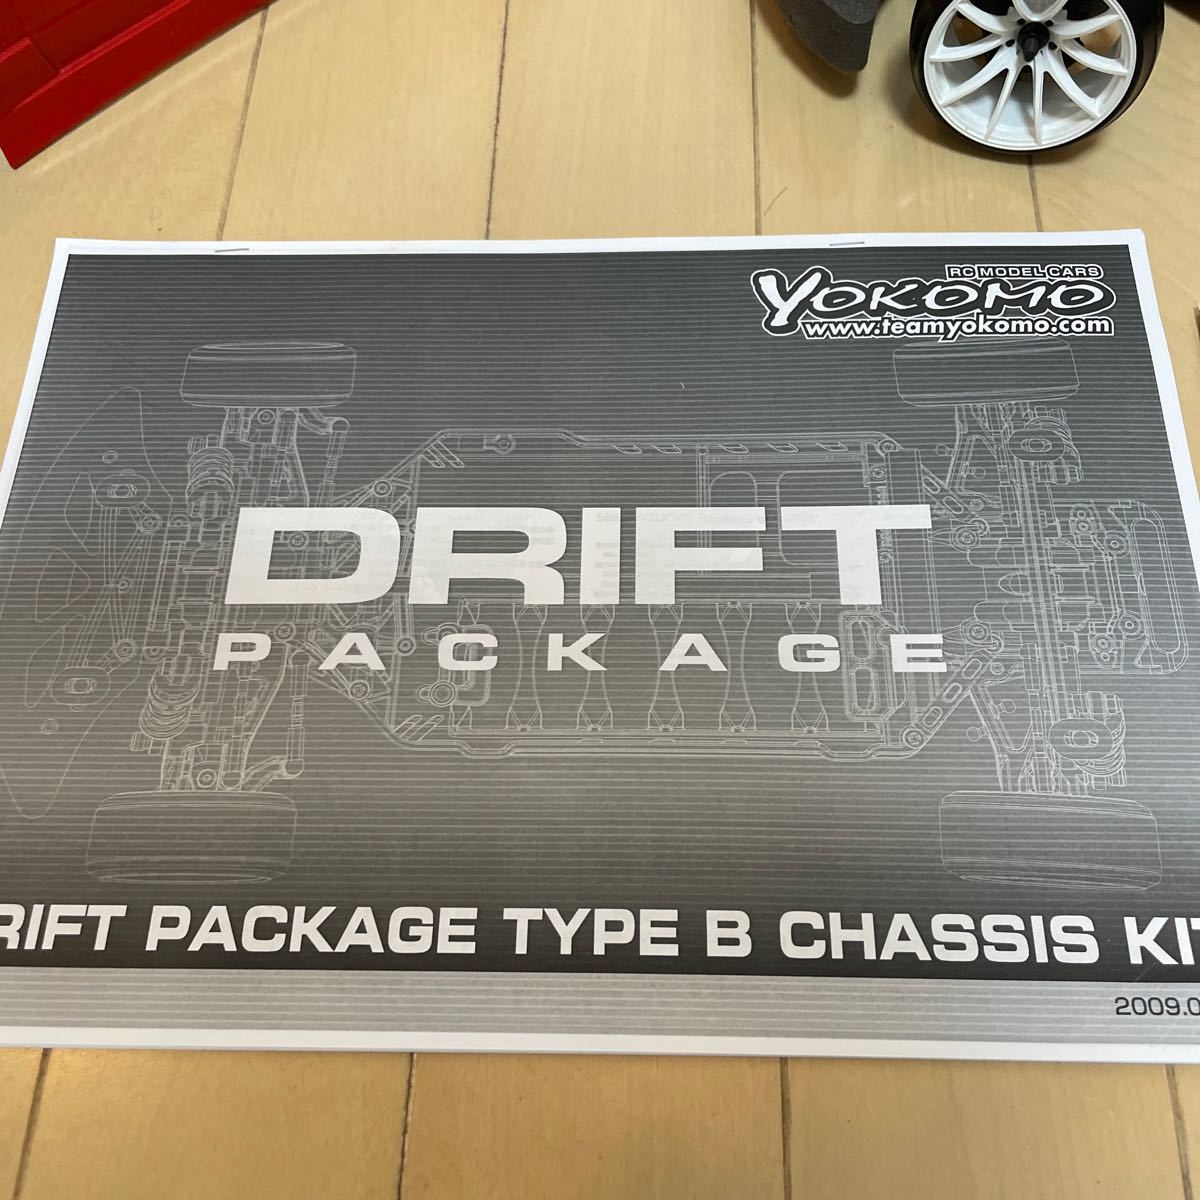 RC MODEL CARS
YOKOMO
www.teamyokomo.com
DRIFT
PACKAGE
RIFT PACKAGE TYPE B CHASSIS KIT
2009.0